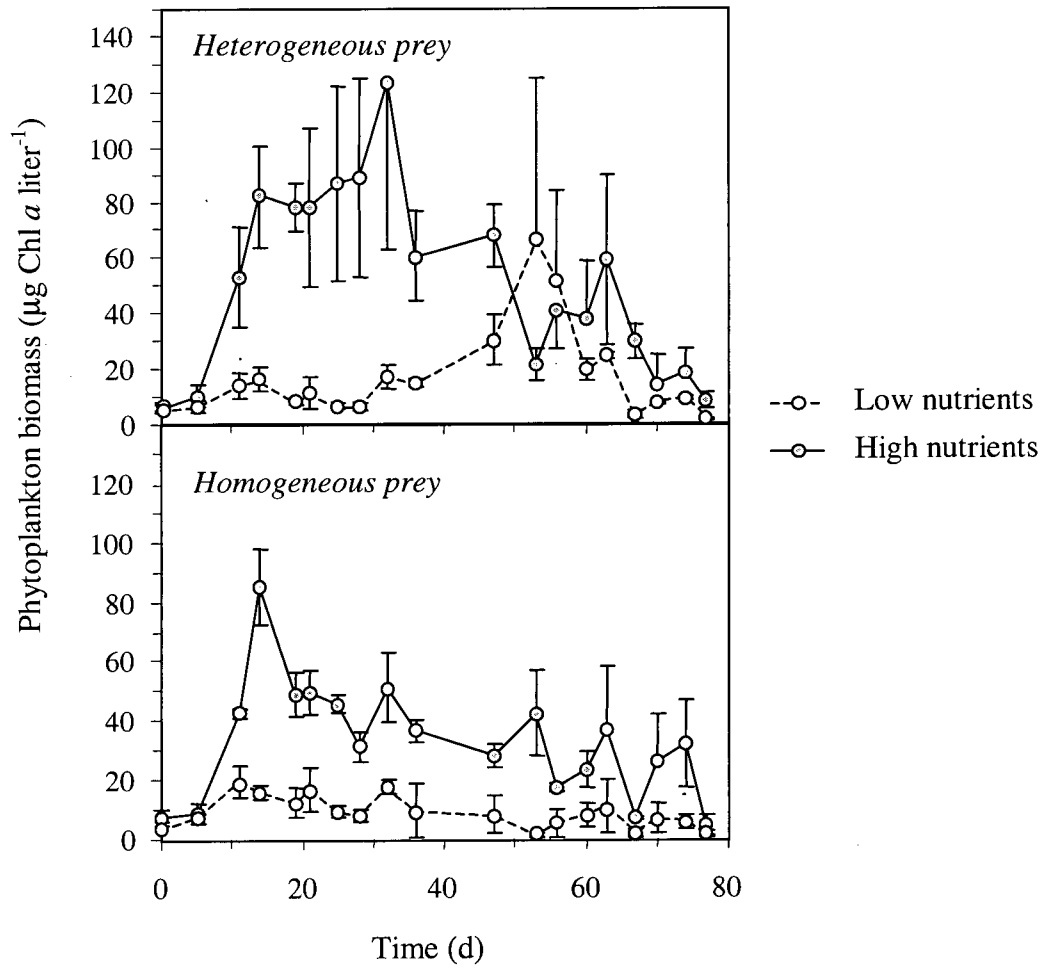 Phytoplankton biomass (µg Chl a liter⁻¹)
140
120
100
80
60
40
20
0
Heterogeneous prey
120
100
80
60
40
20
0
Homogeneous prey
0 20 40 60 80
Time (d)
Low nutrients
High nutrients